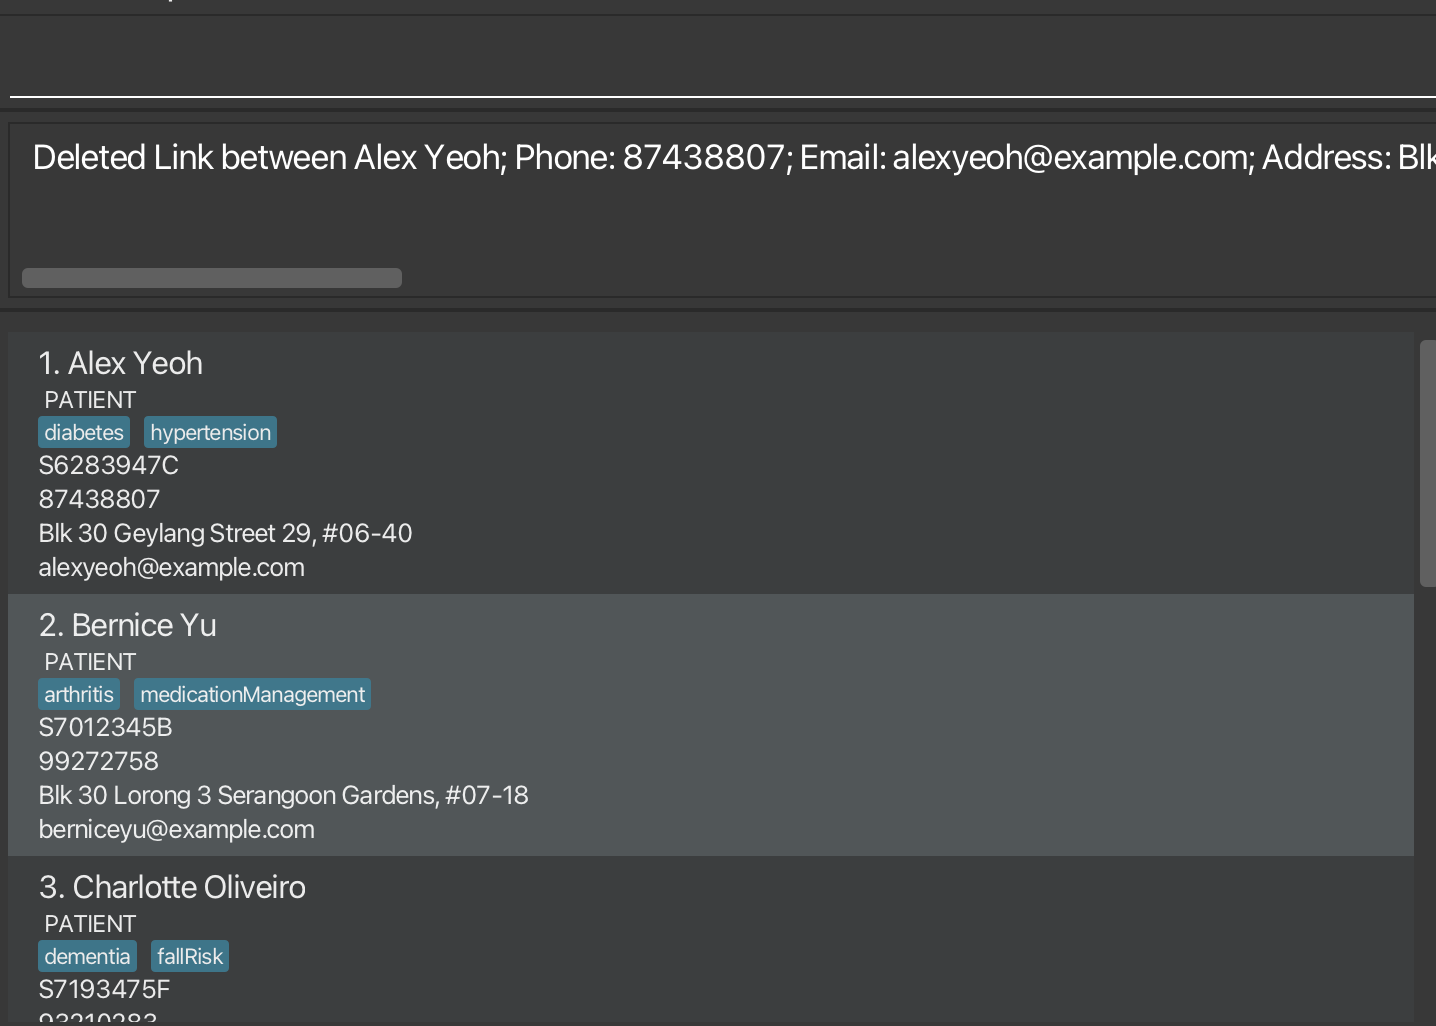 Deleted Link between Alex Yeoh; Phone: 87438807; Email: alexyeoh@example.com; Address: Blk
1. Alex Yeoh
PATIENT
diabetes hypertension
S6283947C
87438807
Blk 30 Geylang Street 29, #06-40
alexyeoh@example.com
2. Bernice Yu
PATIENT
arthritis medicationManagement
S7012345B
99272758
Blk 30 Lorong 3 Serangoon Gardens, #07-18
berniceyu@example.com
3. Charlotte Oliveiro
PATIENT
dementia fallRisk
S7193475F
93210283